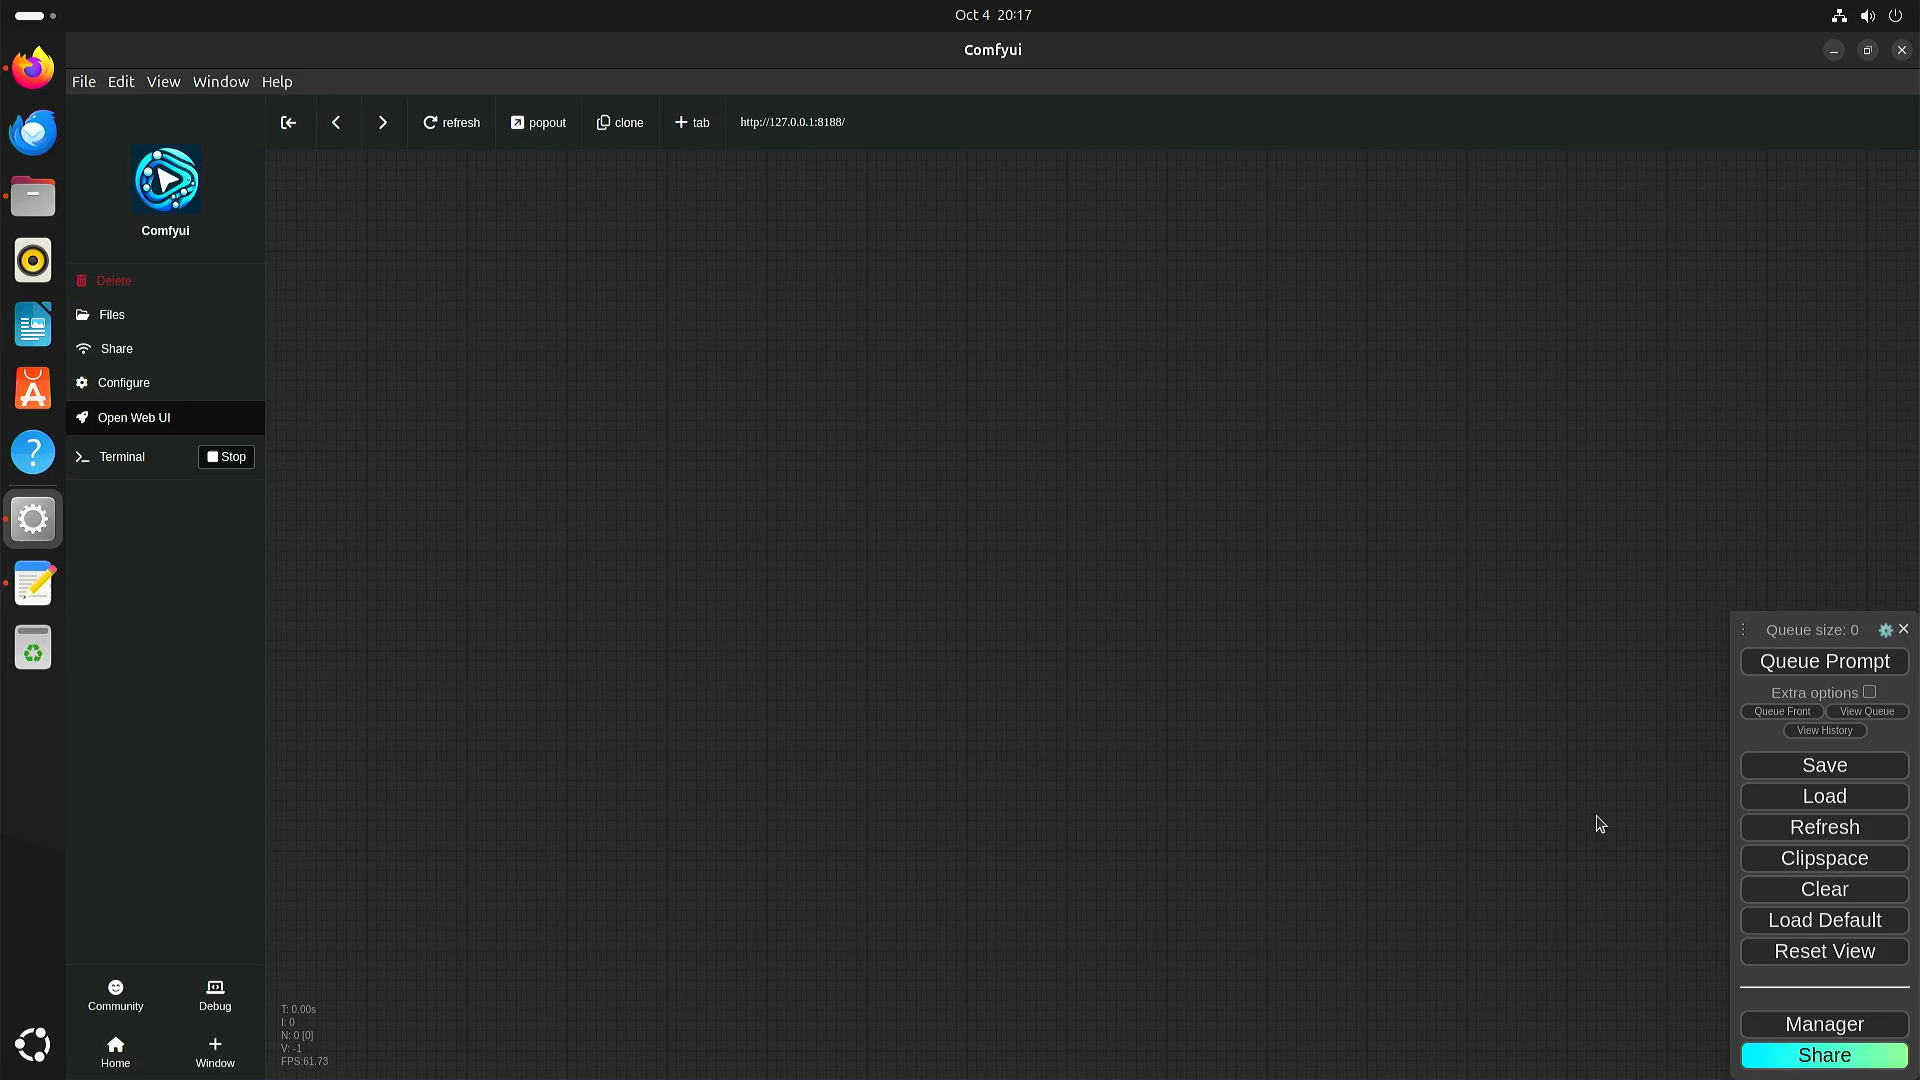 Oct 4 20:17
Comfyui
File Edit View Window Help
refresh popout clone tab http://127.0.0.1:8188/
Comfyui
Delete
Files
Share
Configure
Open Web UI
Terminal Stop
Queue size: 0
Queue Prompt
Extra options
Queue Front View Queue
View History
Save
Load
Refresh
Clipspace
Clear
Load Default
Reset View
Manager
Share
Community Debug
Home Window
T: 0.00s
I: 0
N: 0 [0]
V: -1
FPS:61.73